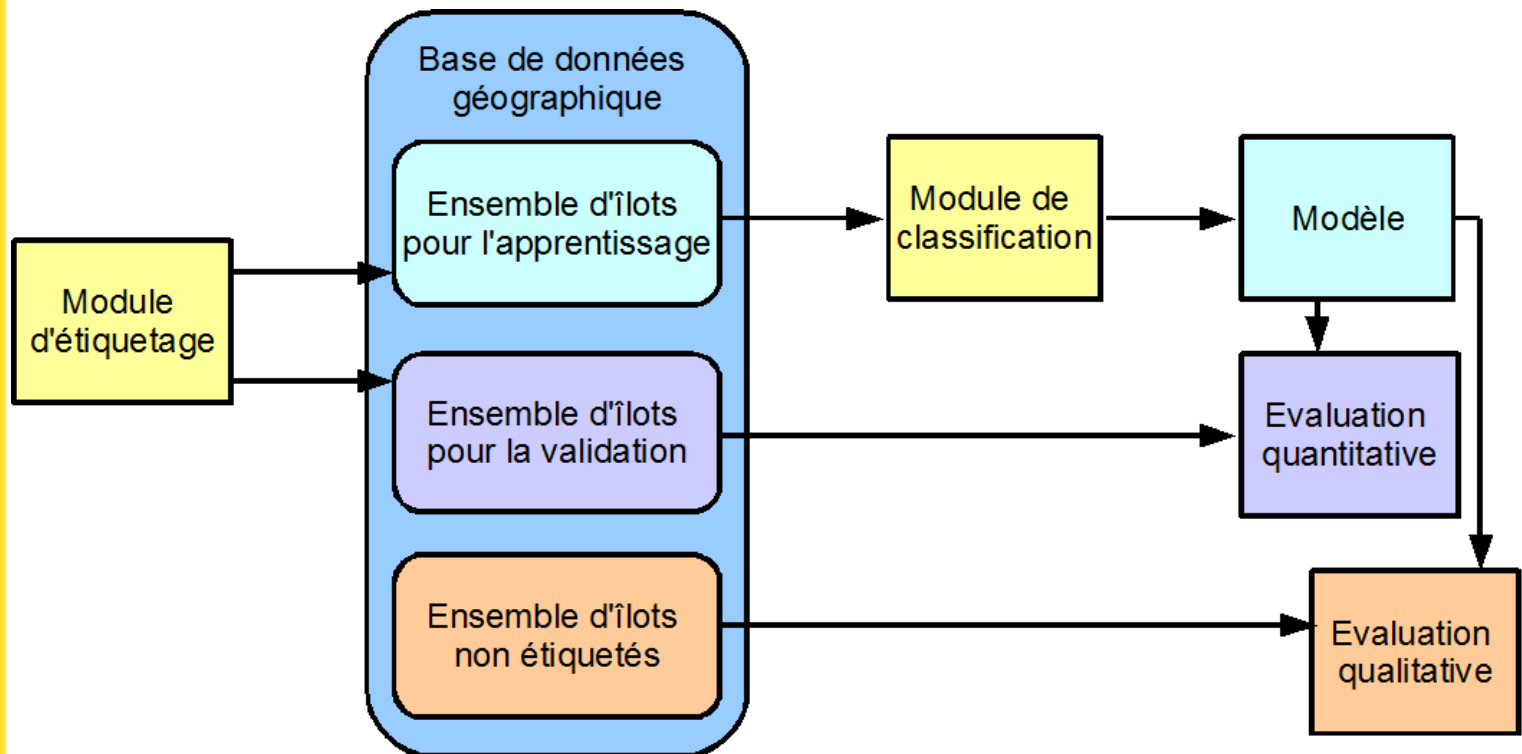 Base de données
géographique
Ensemble d'îlots
pour l'apprentissage
Module de
classification
Modèle
Module
d'étiquetage
Ensemble d'îlots
pour la validation
Evaluation
quantitative
Ensemble d'îlots
non étiquetés
Evaluation
qualitative